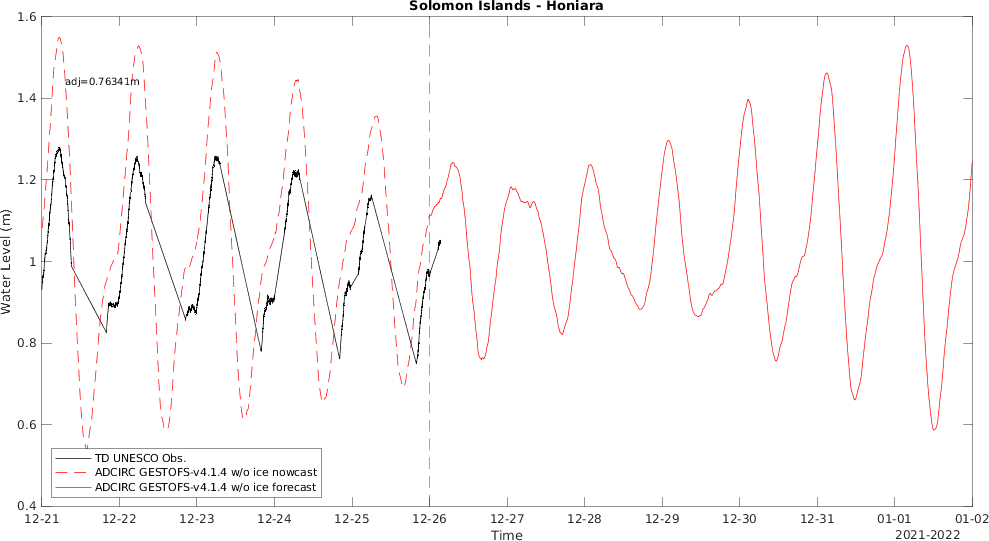 Solomon Islands - Honiara
1.6
1.4
1.2
1
0.8
0.6
0.4
Water Level (m)
adj=0.76341m
TD UNESCO Obs.
ADCIRC GESTOFS-v4.1.4 w/o ice nowcast
ADCIRC GESTOFS-v4.1.4 w/o ice forecast
12-21 12-22 12-23 12-24 12-25 12-26 12-27 12-28 12-29 12-30 12-31 01-01 01-02
Time
2021-2022